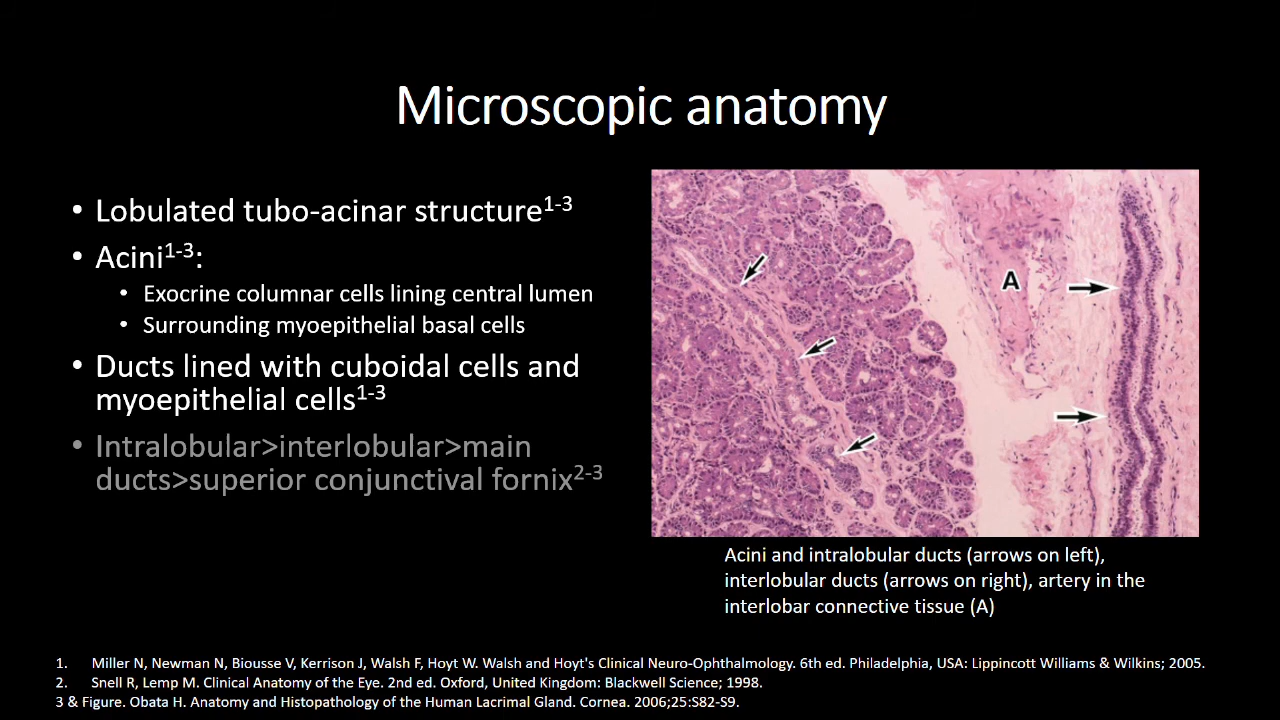 Microscopic anatomy
• Lobulated tubo-acinar structure1-3
• Acini1-3:
• Exocrine columnar cells lining central lumen
• Surrounding myoepithelial basal cells
• Ducts lined with cuboidal cells and
myoepithelial cells1-3
• Intralobular>interlobular>main
ducts>superior conjunctival fornix2-3
A
Acini and intralobular ducts (arrows on left),
interlobular ducts (arrows on right), artery in the
interlobar connective tissue (A)
1. Miller N, Newman N, Biousse V, Kerrison J, Walsh F, Hoyt W. Walsh and Hoyt's Clinical Neuro-Ophthalmology. 6th ed. Philadelphia, USA: Lippincott Williams & Wilkins; 2005.
2. Snell R, Lemp M. Clinical Anatomy of the Eye. 2nd ed. Oxford, United Kingdom: Blackwell Science; 1998.
3 & Figure. Obata H. Anatomy and Histopathology of the Human Lacrimal Gland. Cornea. 2006;25:S82-S9.